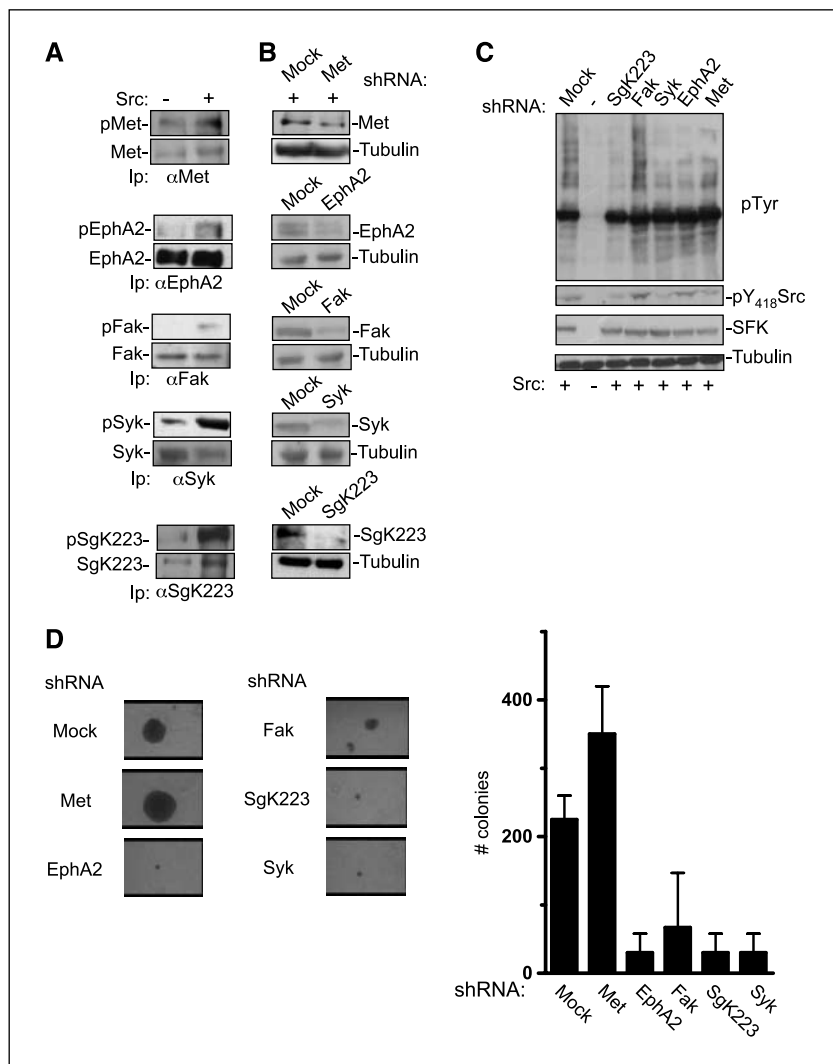 A
Src: - +
pMet-
Met-
Ip: αMet
pEphA2-
EphA2-
Ip: αEphA2
pFak-
Fak-
Ip: αFak
pSyk-
Syk-
Ip: αSyk
pSgK223-
SgK223-
Ip: αSgK223
B
Mock Met shRNA:
+ +
-Met
-Tubulin
Mock EphA2
-EphA2
-Tubulin
Mock Fak
-Fak
-Tubulin
Mock Syk
-Syk
-Tubulin
Mock SgK223
-SgK223
-Tubulin
C
shRNA: Mock - SgK223 Fak Syk EphA2 Met
pTyr
-pY418Src
-SFK
-Tubulin
Src: + - + + + + +
D
shRNA
Mock
Met
EphA2
shRNA
Fak
SgK223
Syk
# colonies
400
200
0
shRNA: Mock Met EphA2 Fak SgK223 Syk